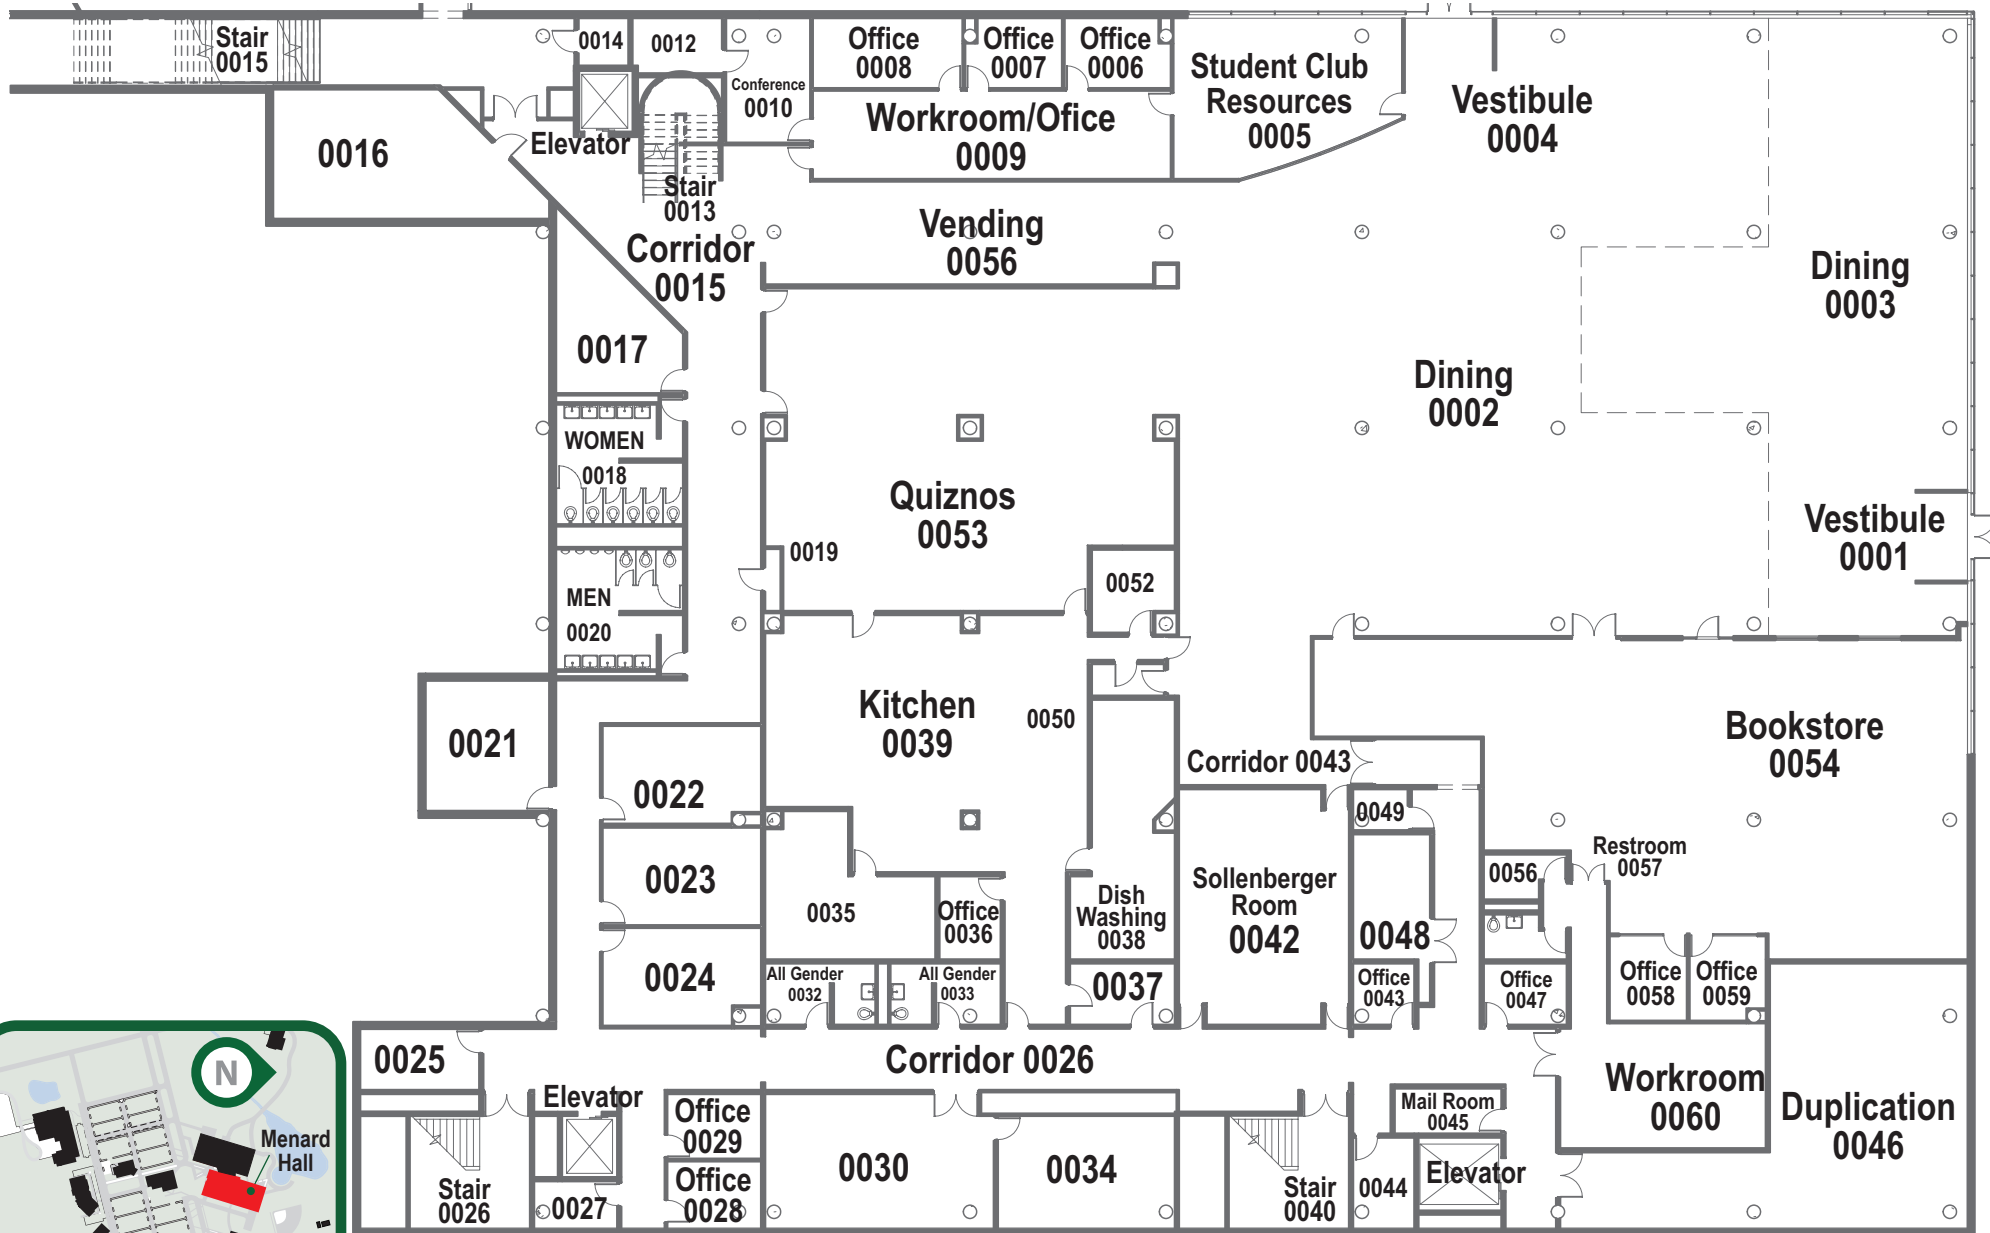 Stair
0015
0014
0012
Conference
0010
Office
0008
Office
0007
Office
0006
Student Club
Resources
0005
Vestibule
0004
Workroom/Ofice
0009
0016
Elevator
Stair
0013
Corridor
0015
Vending
0056
Dining
0003
0017
Dining
0002
WOMEN
0018
Quiznos
0053
Vestibule
0001
0019
0052
MEN
0020
0021
0022
Kitchen
0039
0050
Corridor 0043
Bookstore
0054
0049
0023
0035
Office
0036
Dish
Washing
0038
Sollenberger
Room
0042
0048
0056
Restroom
0057
0024
All Gender
0032
All Gender
0033
0037
Office
0043
Office
0047
Office
0058
Office
0059
0025
Corridor 0026
Workroom
0060
Duplication
0046
Elevator
Office
0029
Mail Room
0045
Stair
0026
0027
Office
0028
0030
0034
Stair
0040
0044
Elevator
N
Menard
Hall